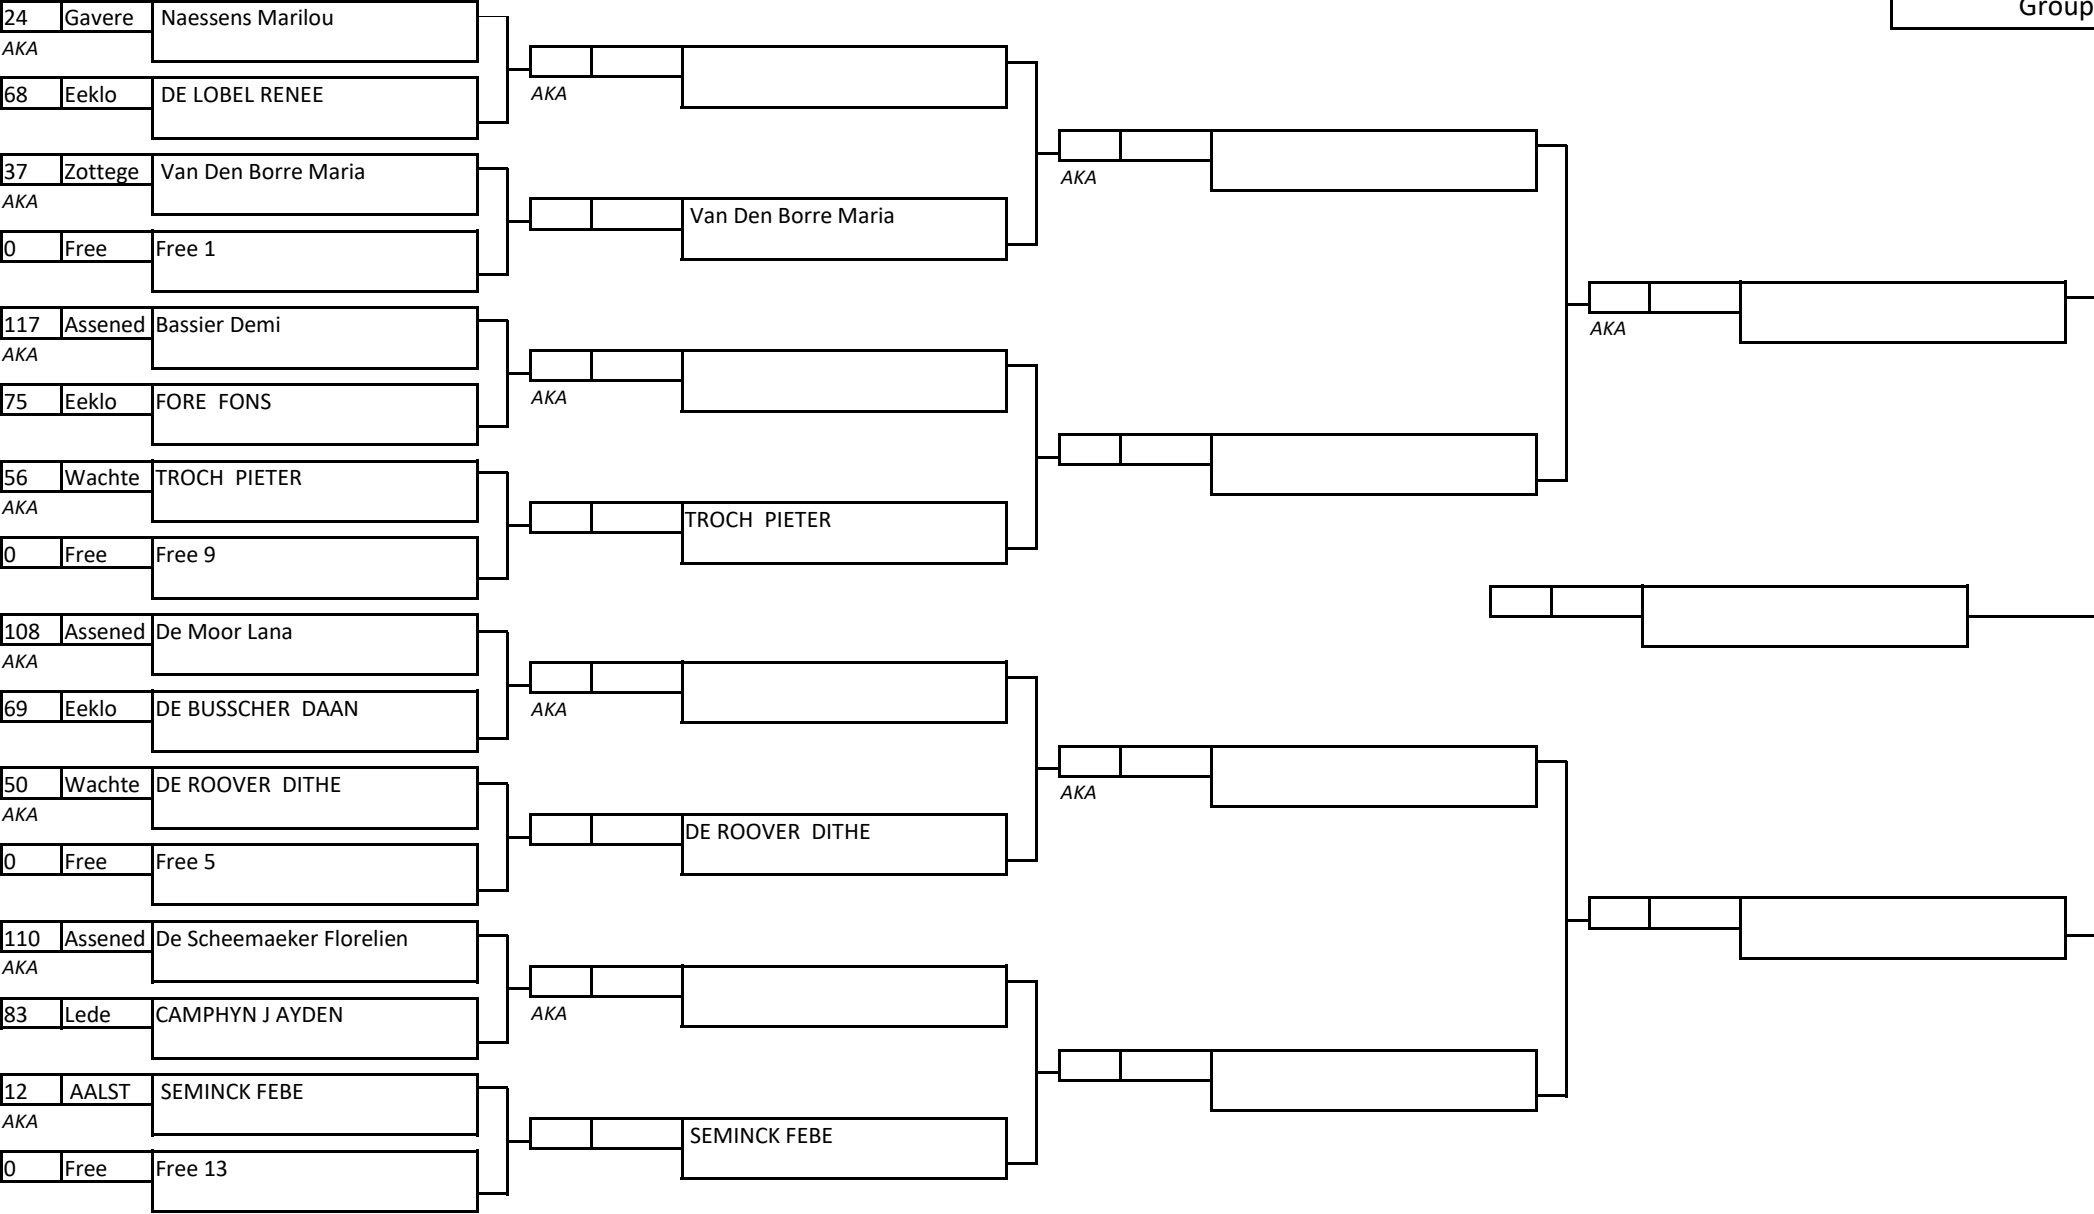 Group
24 Gavere Naessens Marilou
AKA
AKA
68 Eeklo DE LOBEL RENEE
AKA
37 Zottege Van Den Borre Maria
AKA
Van Den Borre Maria
0 Free Free 1
117 Assened Bassier Demi
AKA
AKA
75 Eeklo FORE FONS
AKA
56 Wachte TROCH PIETER
AKA
TROCH PIETER
0 Free Free 9
108 Assened De Moor Lana
AKA
69 Eeklo DE BUSSCHER DAAN
AKA
50 Wachte DE ROOVER DITHE
AKA
AKA
DE ROOVER DITHE
0 Free Free 5
110 Assened De Scheemaeker Florelien
AKA
83 Lede CAMPHYN J AYDEN
AKA
12 AALST SEMINCK FEBE
AKA
SEMINCK FEBE
0 Free Free 13